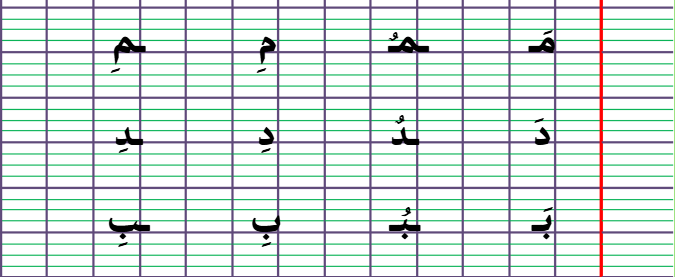 مَـ ـمُـ مِ ـمِ
دَ ـدُ دِ ـدِ
بَـ ـبُـ بِ ـبِ